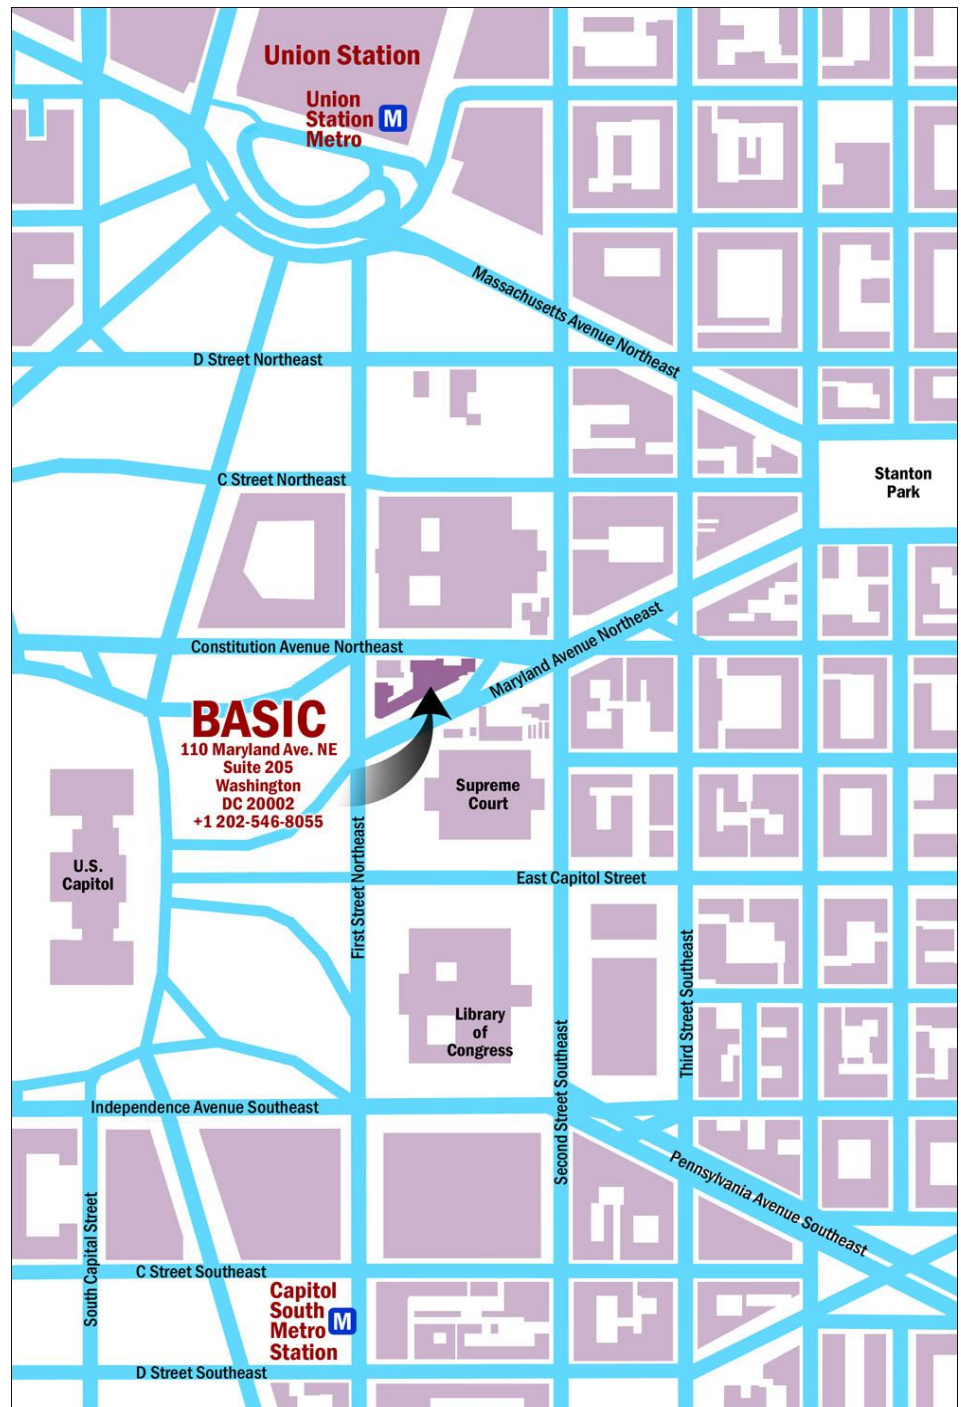 Union Station
Union
Station M
Metro
Massachusetts Avenue Northeast
D Street Northeast
C Street Northeast
Stanton
Park
Constitution Avenue Northeast
Maryland Avenue Northeast
BASIC
110 Maryland Ave. NE
Suite 205
Washington
DC 20002
+1 202-546-8055
Supreme
Court
U.S.
Capitol
First Street Northeast
East Capitol Street
Third Street Southeast
Library
of
Congress
Second Street Southeast
Independence Avenue Southeast
Pennsylvania Avenue Southeast
South Capital Street
C Street Southeast
Capitol
South
Metro M
Station
D Street Southeast